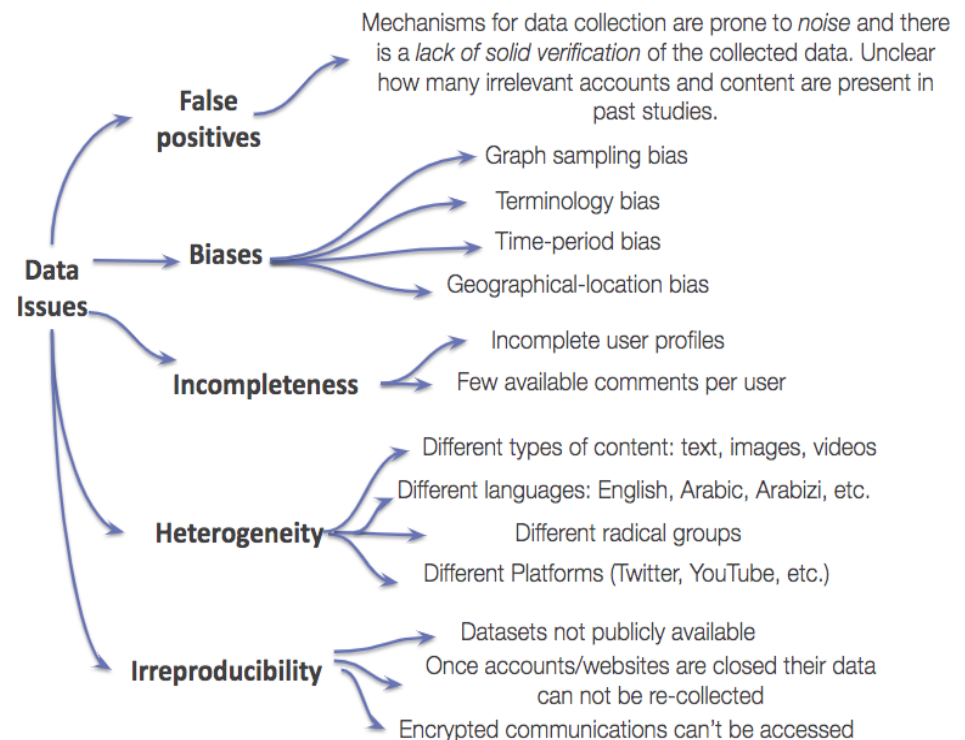 Mechanisms for data collection are prone to noise and there
is a lack of solid verification of the collected data. Unclear
how many irrelevant accounts and content are present in
past studies.
False
positives
Graph sampling bias
Terminology bias
Time-period bias
Geographical-location bias
Biases
Data
Issues
Incomplete user profiles
Few available comments per user
Incompleteness
Different types of content: text, images, videos
Different languages: English, Arabic, Arabizi, etc.
Different radical groups
Different Platforms (Twitter, YouTube, etc.)
Heterogeneity
Datasets not publicly available
Once accounts/websites are closed their data
can not be re-collected
Encrypted communications can't be accessed
Irreproducibility